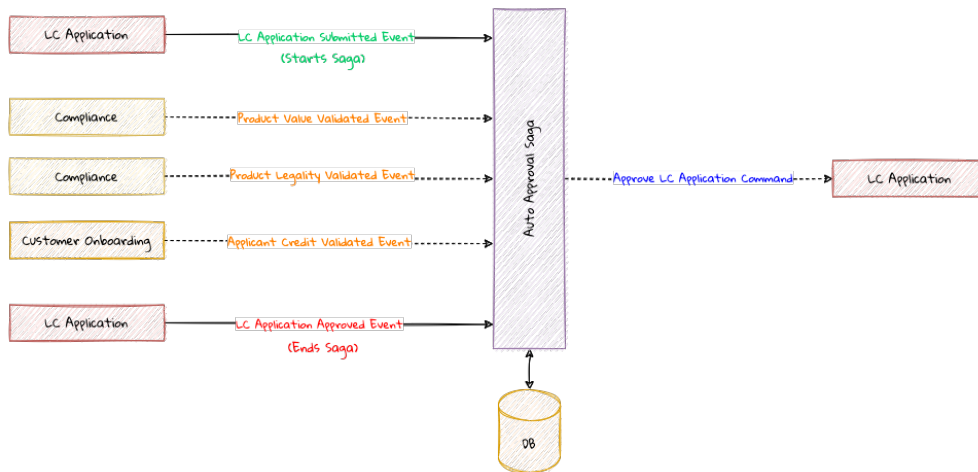 LC Application
LC Application Submitted Event
(Starts Saga)
Compliance
Product Value Validated Event
Compliance
Product Legality Validated Event
Auto Approval Saga
Approve LC Application Command
LC Application
Customer Onboarding
Applicant Credit Validated Event
LC Application
LC Application Approved Event
(Ends Saga)
DB